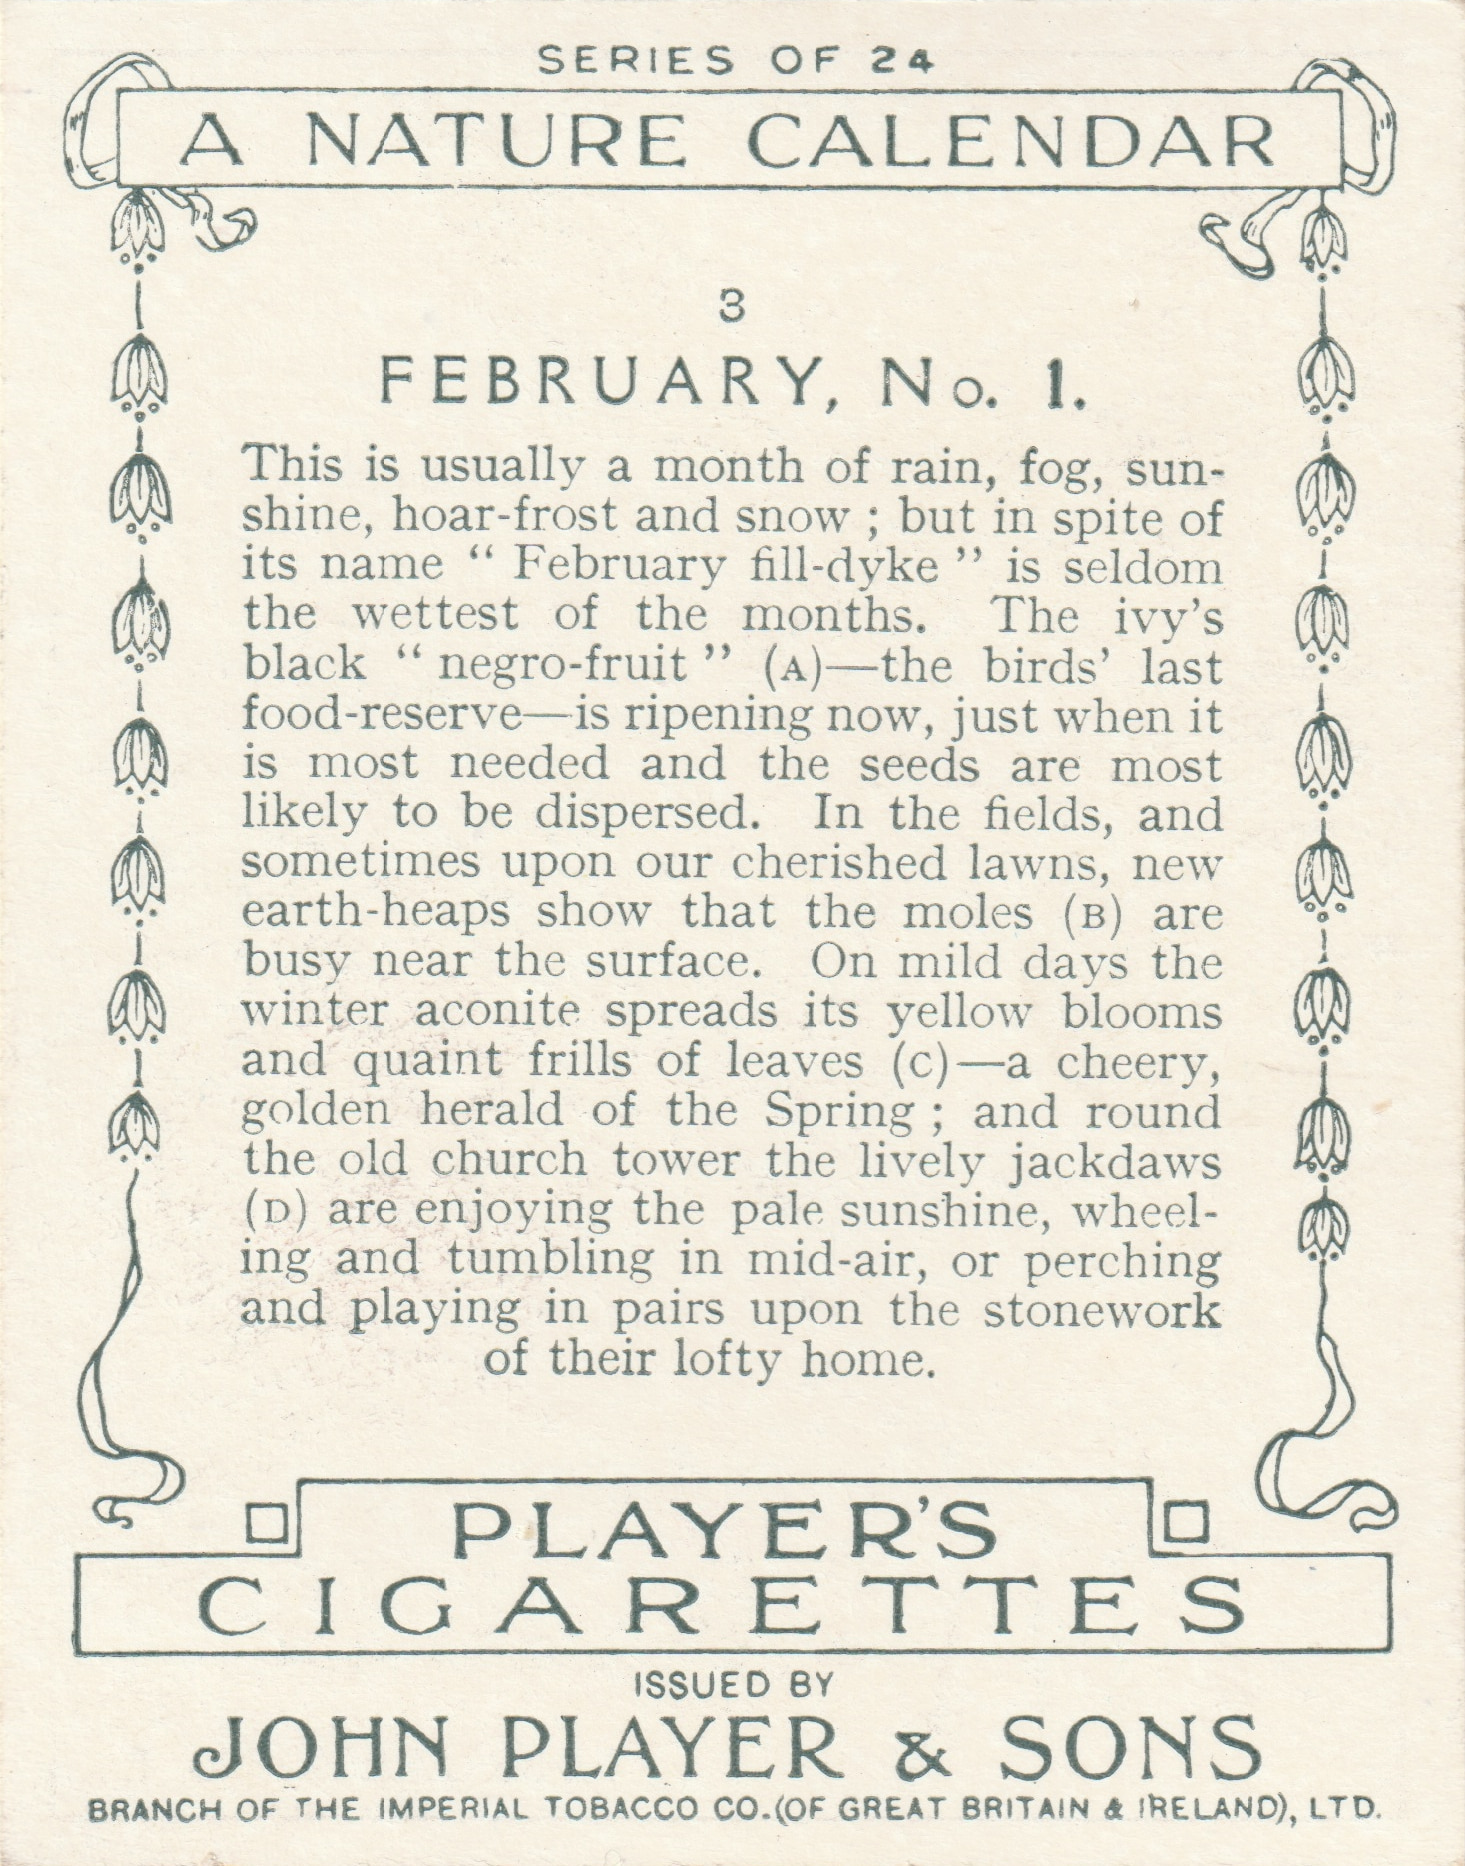 SERIES OF 24
A NATURE CALENDAR
3
FEBRUARY, No. 1.
This is usually a month of rain, fog, sun-
shine, hoar-frost and snow ; but in spite of
its name “ February fill-dyke ” is seldom
the wettest of the months. The ivy’s
black “ negro-fruit ” (A)—the birds’ last
food-reserve—is ripening now, just when it
is most needed and the seeds are most
likely to be dispersed. In the fields, and
sometimes upon our cherished lawns, new
earth-heaps show that the moles (B) are
busy near the surface. On mild days the
winter aconite spreads its yellow blooms
and quaint frills of leaves (C)—a cheery,
golden herald of the Spring ; and round
the old church tower the lively jackdaws
(D) are enjoying the pale sunshine, wheel-
ing and tumbling in mid-air, or perching
and playing in pairs upon the stonework
of their lofty home.
PLAYER’S
CIGARETTES
ISSUED BY
JOHN PLAYER & SONS
BRANCH OF THE IMPERIAL TOBACCO CO.(OF GREAT BRITAIN & IRELAND), LTD.